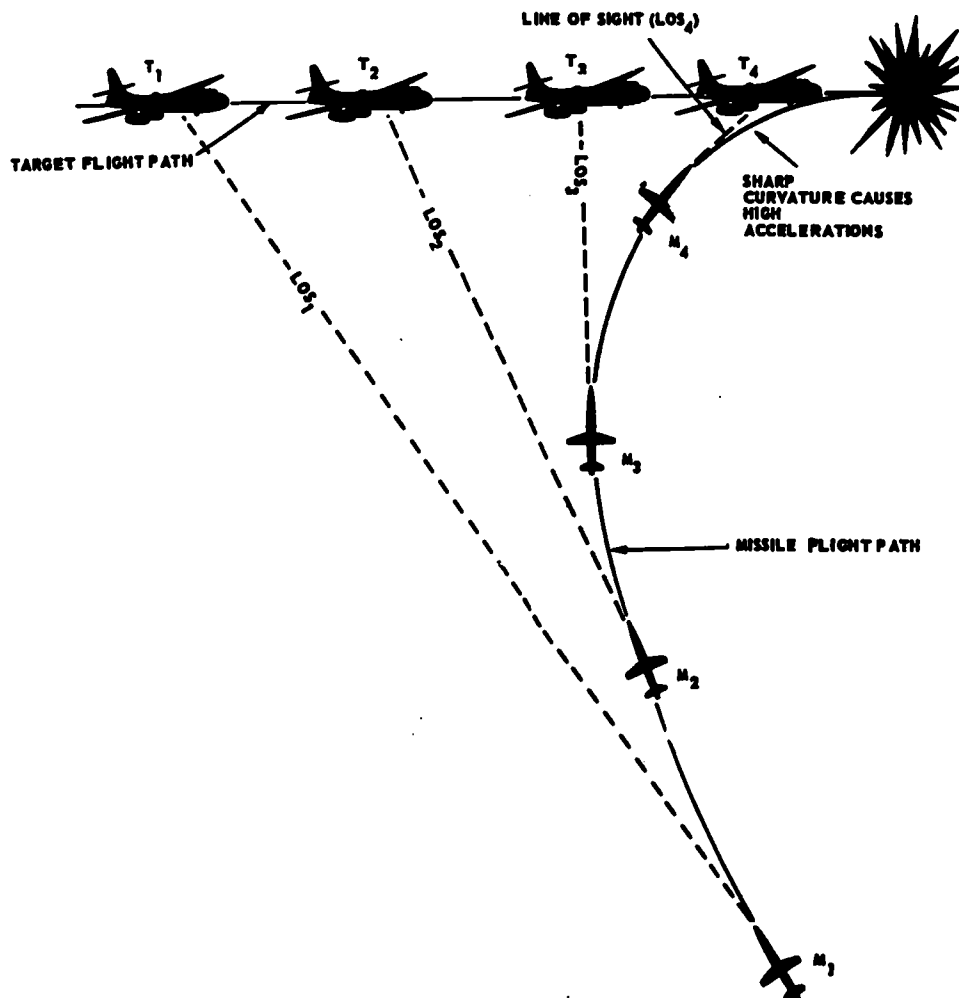 LINE OF SIGHT (LOS4)
T1
T2
T3
T4
TARGET FLIGHT PATH
LOS1
LOS2
LOS3
SHARP
CURVATURE CAUSES
HIGH
ACCELERATIONS
M4
M3
MISSILE FLIGHT PATH
M2
M1